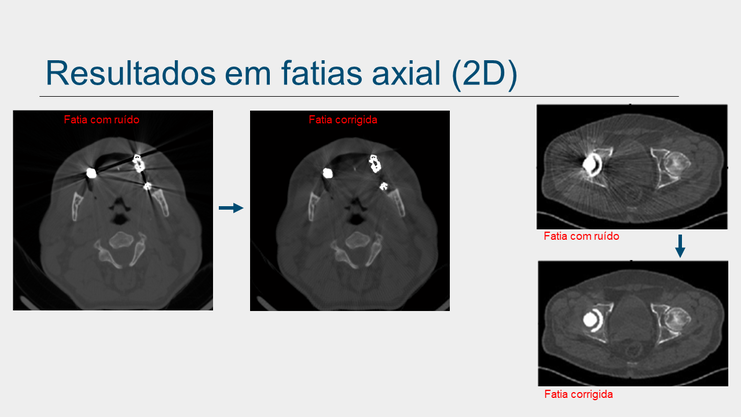 Resultados em fatias axial (2D)
Fatia com ruído
Fatia corrigida
Fatia com ruído
Fatia corrigida